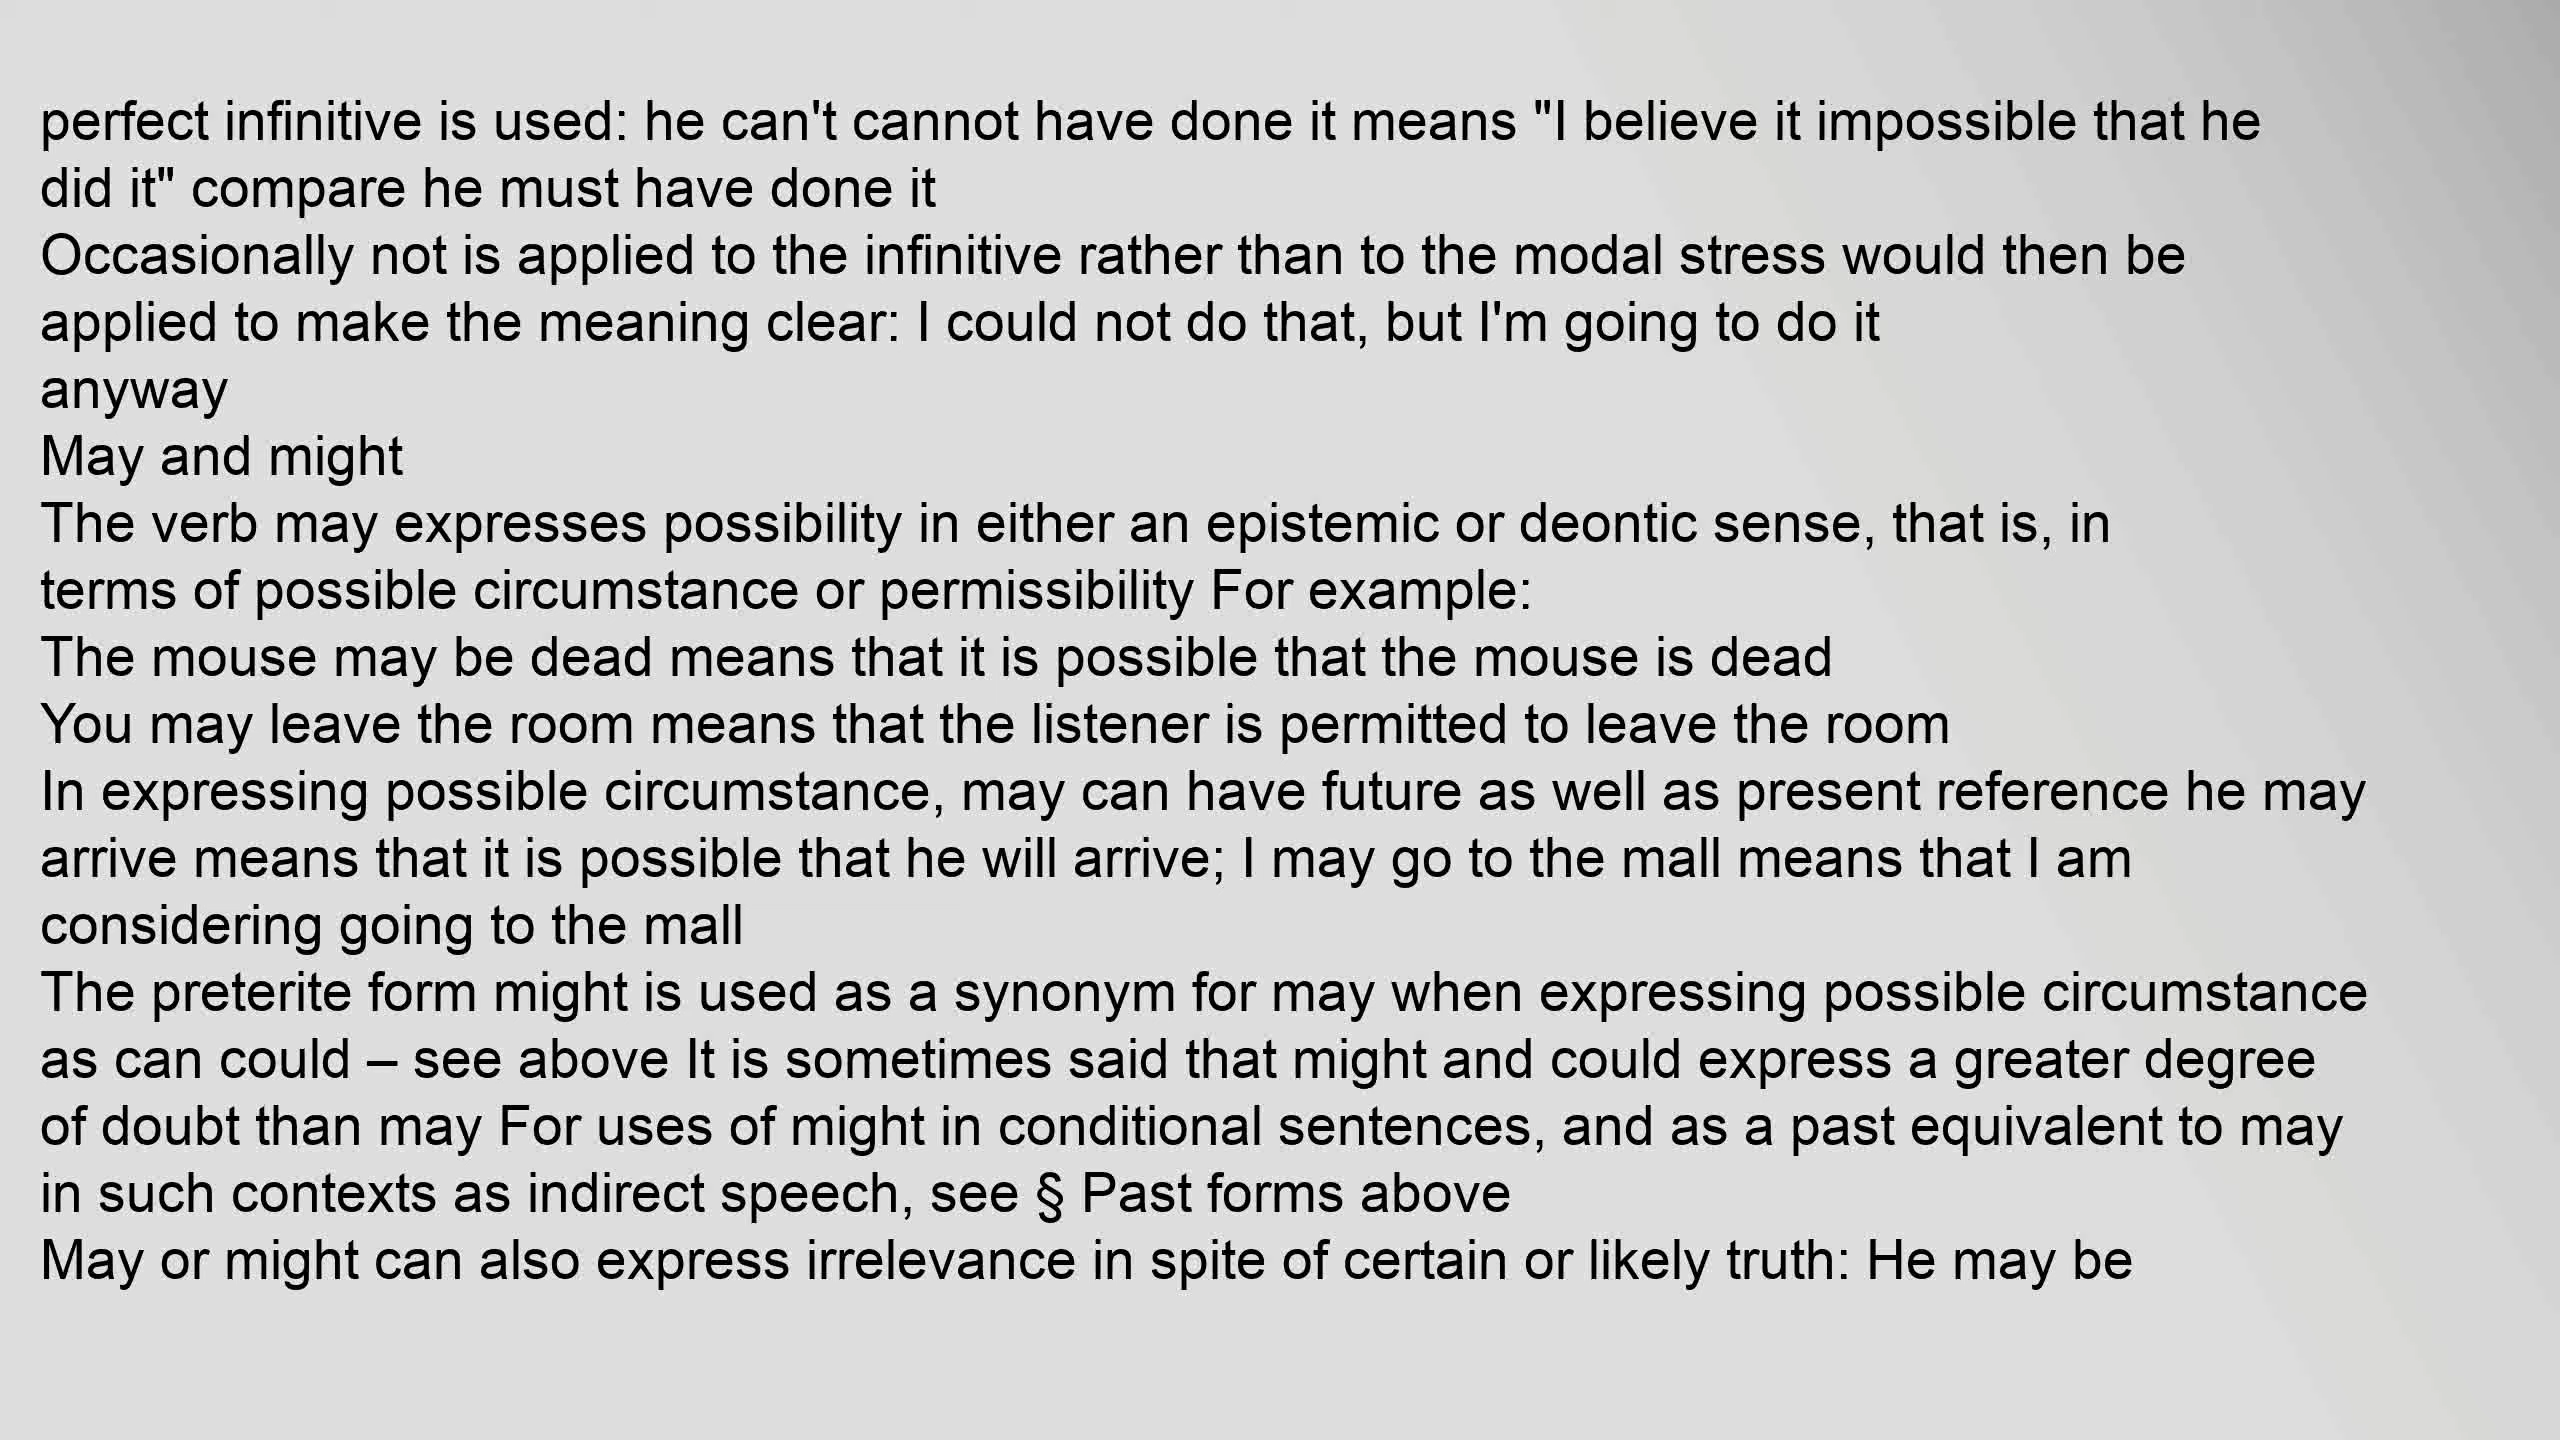 perfect infinitive is used: he can't cannot have done it means "I believe it impossible that he
did it" compare he must have done it
Occasionally not is applied to the infinitive rather than to the modal stress would then be
applied to make the meaning clear: I could not do that, but I'm going to do it
anyway
May and might
The verb may expresses possibility in either an epistemic or deontic sense, that is, in
terms of possible circumstance or permissibility For example:
The mouse may be dead means that it is possible that the mouse is dead
You may leave the room means that the listener is permitted to leave the room
In expressing possible circumstance, may can have future as well as present reference he may
arrive means that it is possible that he will arrive; I may go to the mall means that I am
considering going to the mall
The preterite form might is used as a synonym for may when expressing possible circumstance
as can could – see above It is sometimes said that might and could express a greater degree
of doubt than may For uses of might in conditional sentences, and as a past equivalent to may
in such contexts as indirect speech, see § Past forms above
May or might can also express irrelevance in spite of certain or likely truth: He may be